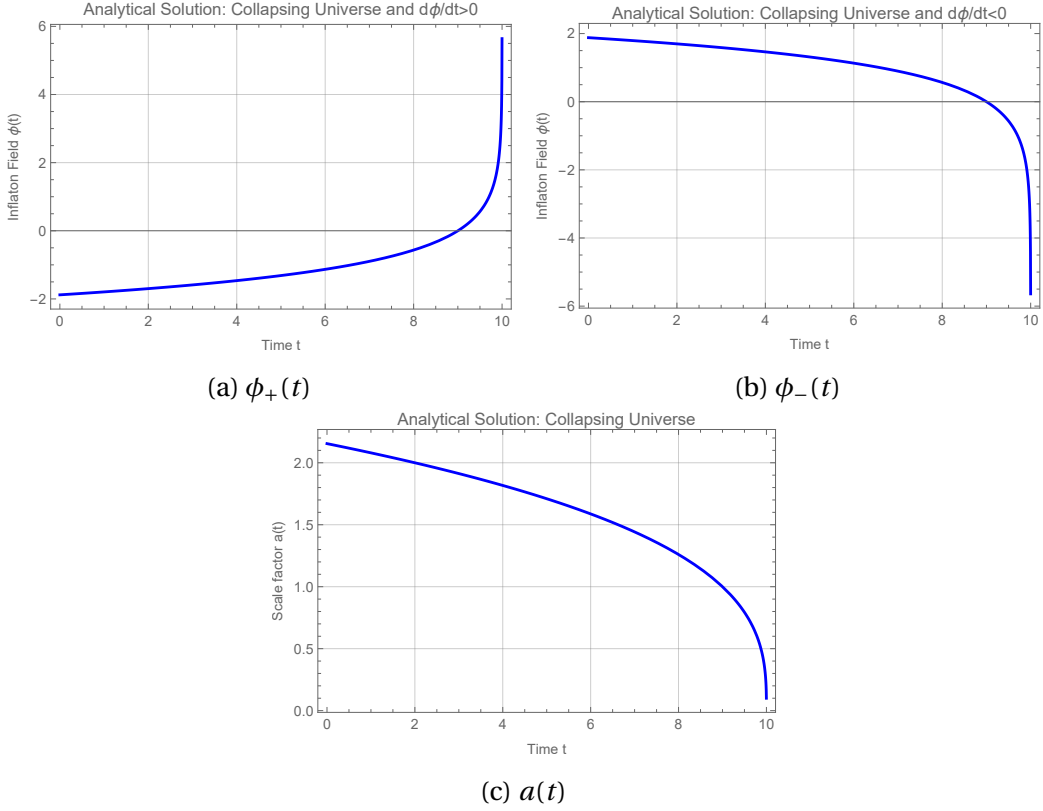 Analytical Solution: Collapsing Universe and dϕ/dt>0
Inflaton Field ϕ(t)
6
4
2
0
−2
0 2 4 6 8 10
Time t
(a) ϕ₊(t)
Analytical Solution: Collapsing Universe and dϕ/dt<0
Inflaton Field ϕ(t)
2
0
−2
−4
−6
0 2 4 6 8 10
Time t
(b) ϕ₋(t)
Analytical Solution: Collapsing Universe
Scale factor a(t)
2.0
1.5
1.0
0.5
0.0
0 2 4 6 8 10
Time t
(c) a(t)